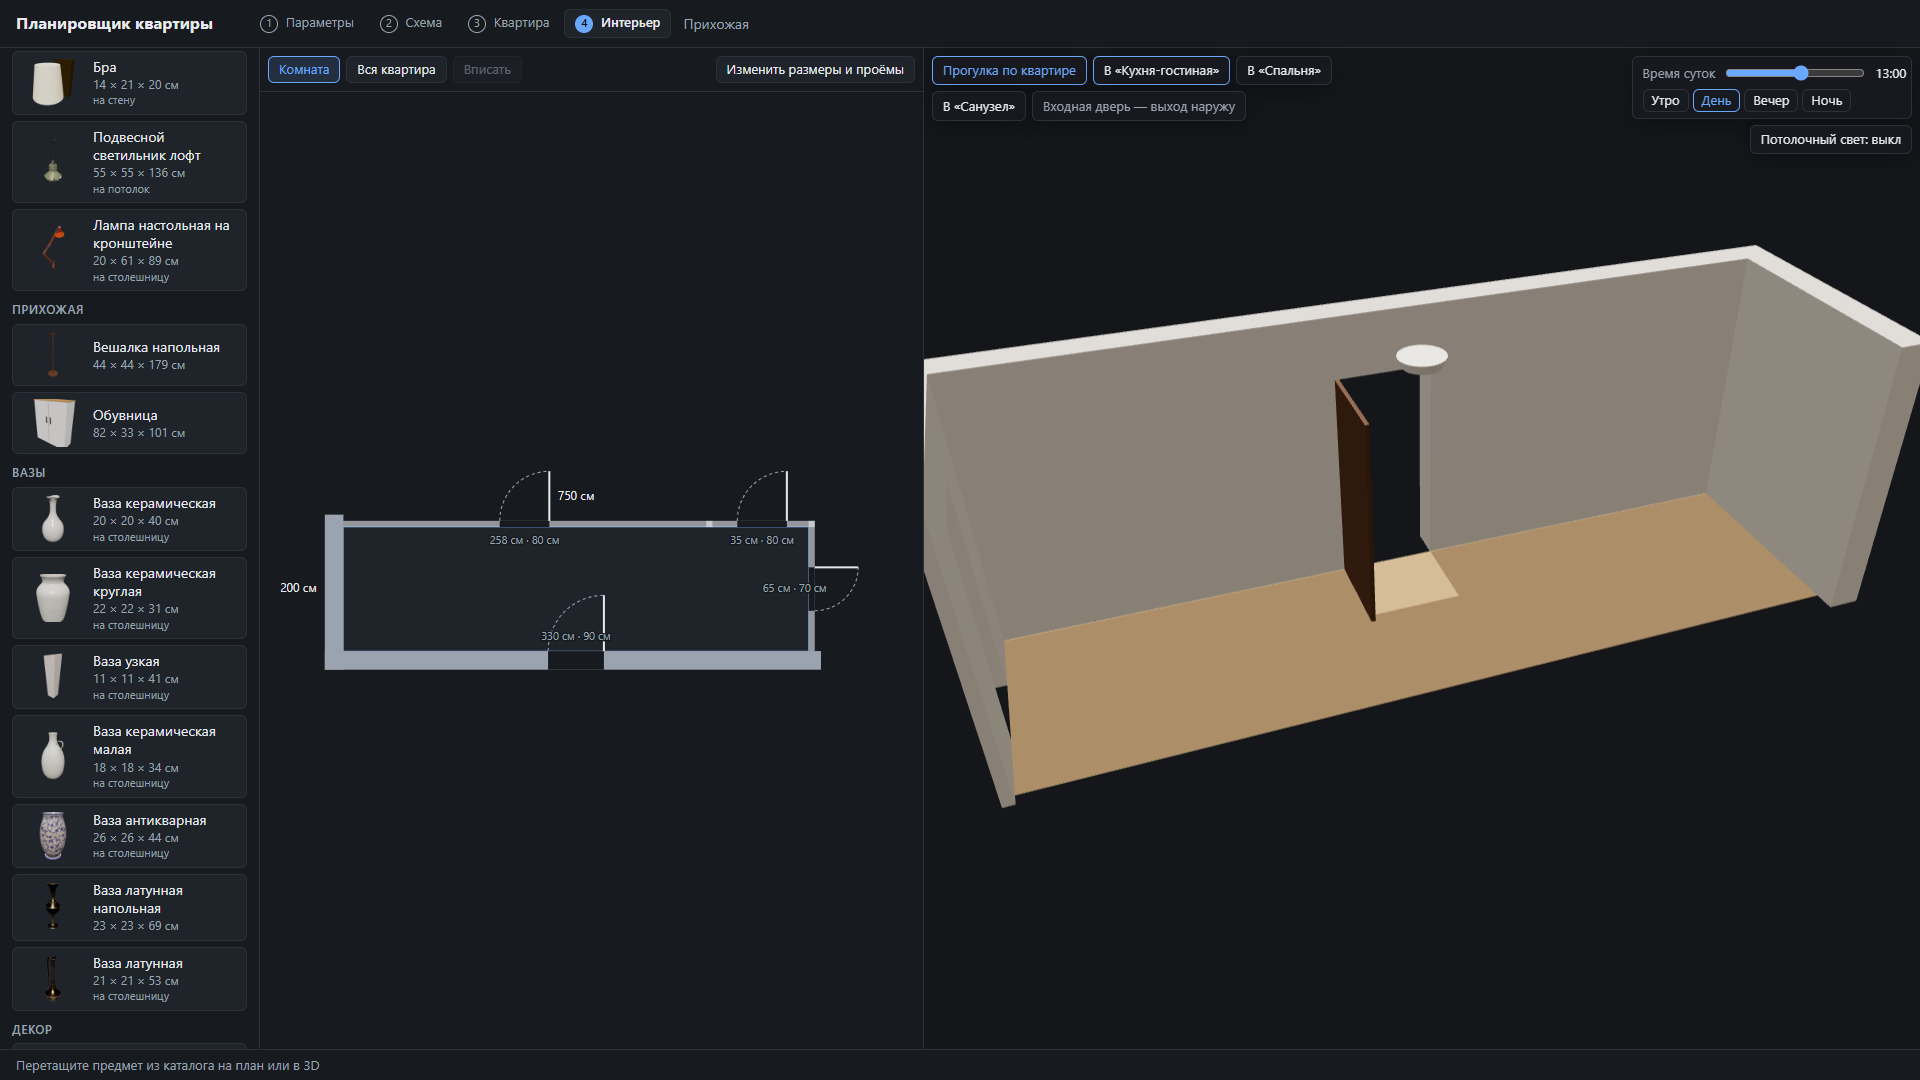 Планировщик квартиры
1 Параметры
2 Схема
3 Квартира
4 Интерьер
Прихожая
Бра
14 × 21 × 20 см
на стену
Подвесной
светильник лофт
55 × 55 × 136 см
на потолок
Лампа настольная на
кронштейне
20 × 61 × 89 см
на столешницу
ПРИХОЖАЯ
Вешалка напольная
44 × 44 × 179 см
Обувница
82 × 33 × 101 см
ВАЗЫ
Ваза керамическая
20 × 20 × 40 см
на столешницу
Ваза керамическая
круглая
22 × 22 × 31 см
на столешницу
Ваза узкая
11 × 11 × 41 см
на столешницу
Ваза керамическая
малая
18 × 18 × 34 см
на столешницу
Ваза антикварная
26 × 26 × 44 см
на столешницу
Ваза латунная
напольная
23 × 23 × 69 см
Ваза латунная
21 × 21 × 53 см
на столешницу
ДЕКОР
Комната
Вся квартира
Вписать
Изменить размеры и проёмы
750 см
258 см · 80 см
35 см · 80 см
200 см
65 см · 70 см
330 см · 90 см
Прогулка по квартире
В «Кухня-гостиная»
В «Спальня»
В «Санузел»
Входная дверь — выход наружу
Время суток
13:00
Утро
День
Вечер
Ночь
Потолочный свет: выкл
Перетащите предмет из каталога на план или в 3D